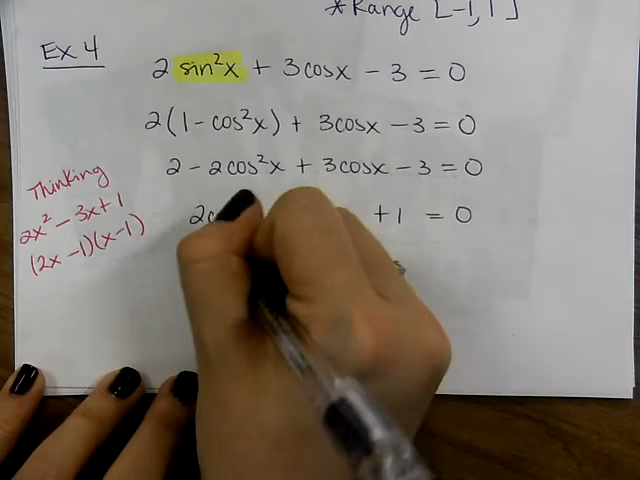 *Range [-1, 1]
Ex 4
2 sin²x + 3cosx - 3 = 0
2(1 - cos²x) + 3cosx - 3 = 0
2 - 2cos²x + 3cosx - 3 = 0
+ 1 = 0
Thinking
2x² - 3x + 1
(2x - 1)(x - 1)